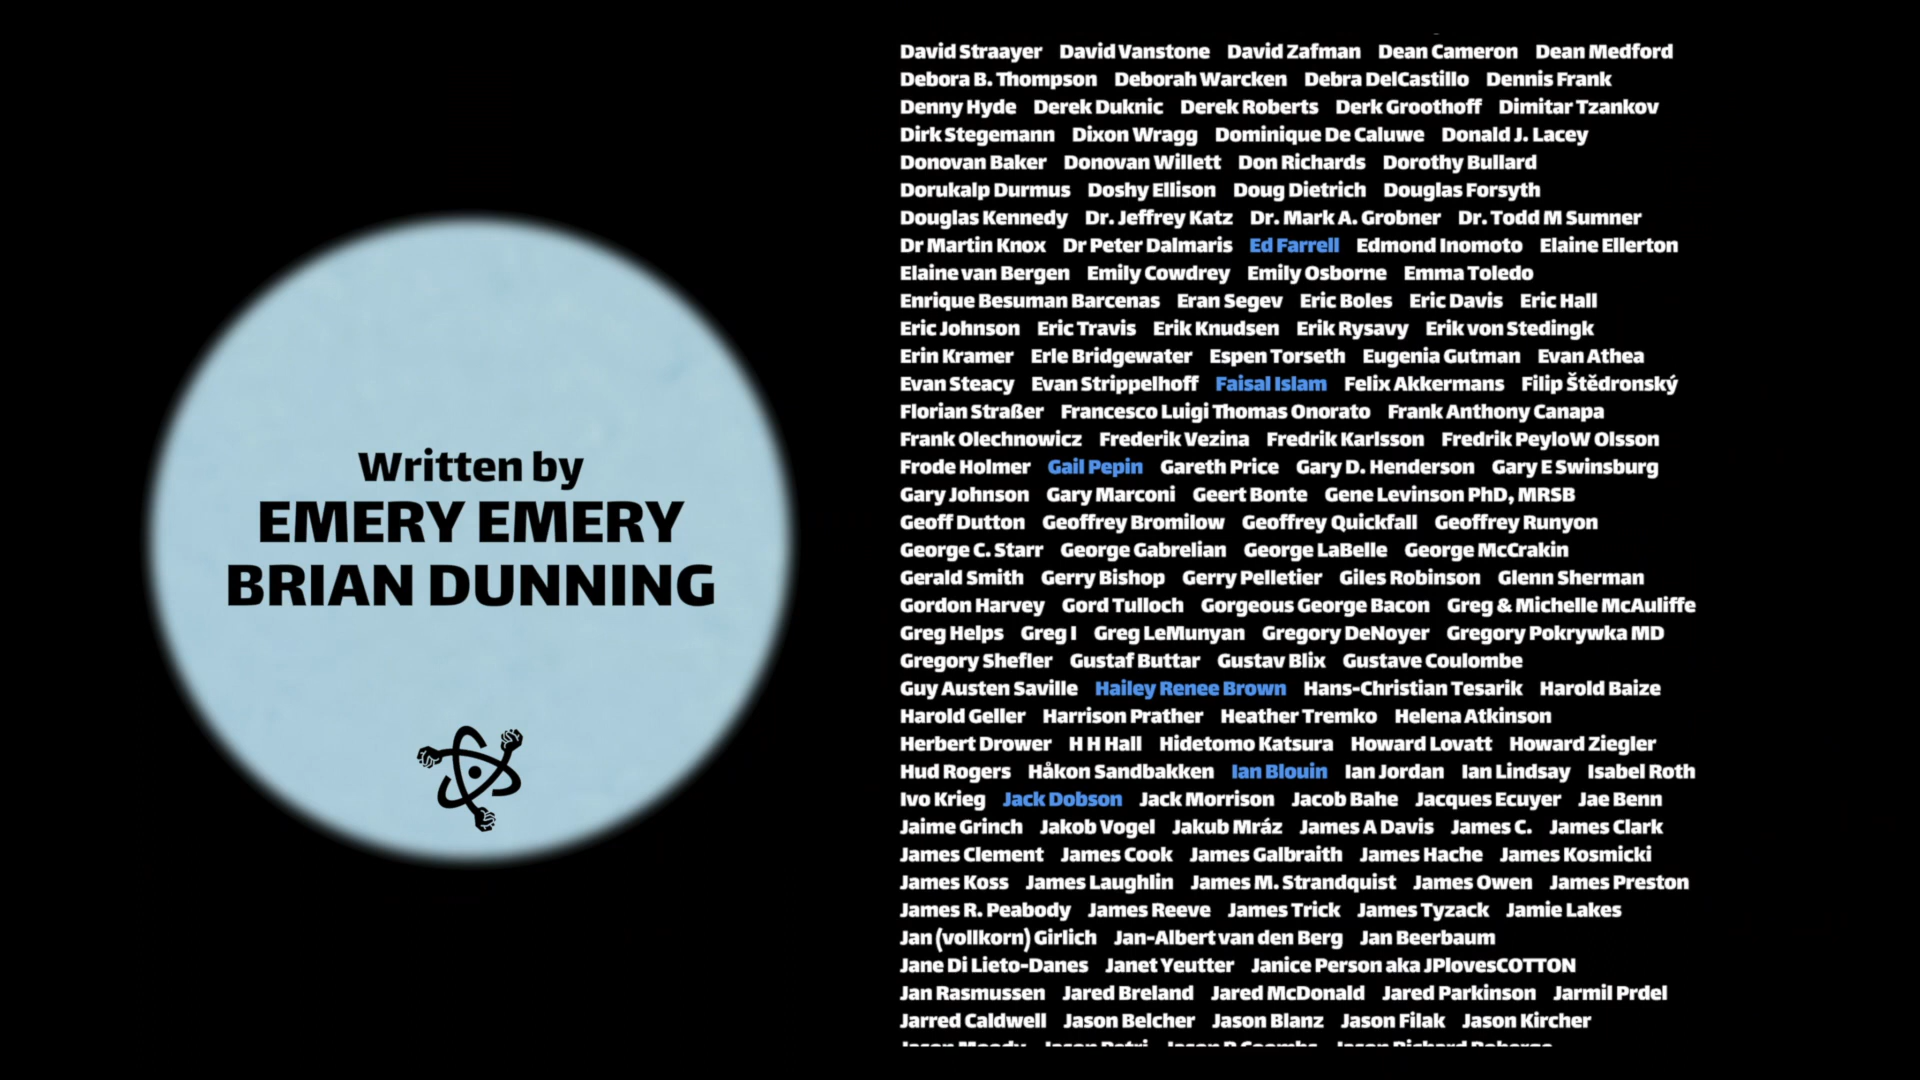 Written by
EMERY EMERY
BRIAN DUNNING
David Straayer David Vanstone David Zafman Dean Cameron Dean Medford
Debora B. Thompson Deborah Warcken Debra DelCastillo Dennis Frank
Denny Hyde Derek Duknic Derek Roberts Derk Groothoff Dimitar Tzankov
Dirk Stegemann Dixon Wragg Dominique De Caluwe Donald J. Lacey
Donovan Baker Donovan Willett Don Richards Dorothy Bullard
Dorukalp Durmus Doshy Ellison Doug Dietrich Douglas Forsyth
Douglas Kennedy Dr. Jeffrey Katz Dr. Mark A. Grobner Dr. Todd M Sumner
Dr Martin Knox Dr Peter Dalmaris Ed Farrell Edmond Inomoto Elaine Ellerton
Elaine van Bergen Emily Cowdrey Emily Osborne Emma Toledo
Enrique Besuman Barcenas Eran Segev Eric Boles Eric Davis Eric Hall
Eric Johnson Eric Travis Erik Knudsen Erik Rysavy Erik von Stedingk
Erin Kramer Erle Bridgewater Espen Torseth Eugenia Gutman Evan Athea
Evan Steacy Evan Strippelhoff Faisal Islam Felix Akkermans Filip Štědronský
Florian Straßer Francesco Luigi Thomas Onorato Frank Anthony Canapa
Frank Olechnowicz Frederik Vezina Fredrik Karlsson Fredrik PeyloW Olsson
Frode Holmer Gail Pepin Gareth Price Gary D. Henderson Gary E Swinsburg
Gary Johnson Gary Marconi Geert Bonte Gene Levinson PhD, MRSB
Geoff Dutton Geoffrey Bromilow Geoffrey Quickfall Geoffrey Runyon
George C. Starr George Gabrelian George LaBelle George McCrakin
Gerald Smith Gerry Bishop Gerry Pelletier Giles Robinson Glenn Sherman
Gordon Harvey Gord Tulloch Gorgeous George Bacon Greg & Michelle McAuliffe
Greg Helps Greg I Greg LeMunyan Gregory DeNoyer Gregory Pokrywka MD
Gregory Shefler Gustaf Buttar Gustav Blix Gustave Coulombe
Guy Austen Saville Hailey Renee Brown Hans-Christian Tesarik Harold Baize
Harold Geller Harrison Prather Heather Tremko Helena Atkinson
Herbert Drower H H Hall Hidetomo Katsura Howard Lovatt Howard Ziegler
Hud Rogers Håkon Sandbakken Ian Blouin Ian Jordan Ian Lindsay Isabel Roth
Ivo Krieg Jack Dobson Jack Morrison Jacob Bahe Jacques Ecuyer Jae Benn
Jaime Grinch Jakob Vogel Jakub Mráz James A Davis James C. James Clark
James Clement James Cook James Galbraith James Hache James Kosmicki
James Koss James Laughlin James M. Strandquist James Owen James Preston
James R. Peabody James Reeve James Trick James Tyzack Jamie Lakes
Jan (vollkorn) Girlich Jan-Albert van den Berg Jan Beerbaum
Jane Di Lieto-Danes Janet Yeutter Janice Person aka JPlovesCOTTON
Jan Rasmussen Jared Breland Jared McDonald Jared Parkinson Jarmil Prdel
Jarred Caldwell Jason Belcher Jason Blanz Jason Filak Jason Kircher